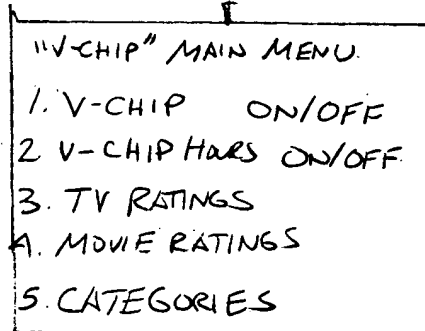 "V-CHIP" MAIN MENU.
1. V-CHIP ON/OFF
2 V-CHIP HOURS ON/OFF.
3. TV RATINGS
4. MOVIE RATINGS
5. CATEGORIES